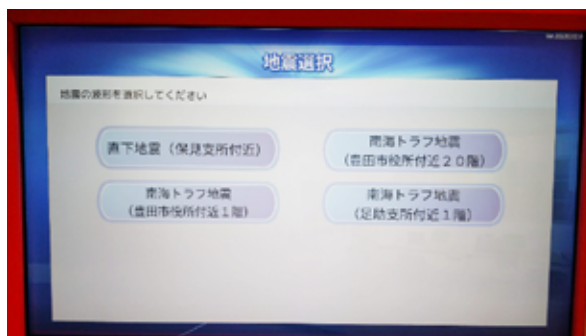 地震選択
地震の波形を選択してください
直下地震（保見支所付近）
南海トラフ地震
（豊田市役所付近２０階）
南海トラフ地震
（豊田市役所付近１階）
南海トラフ地震
（足助支所付近１階）